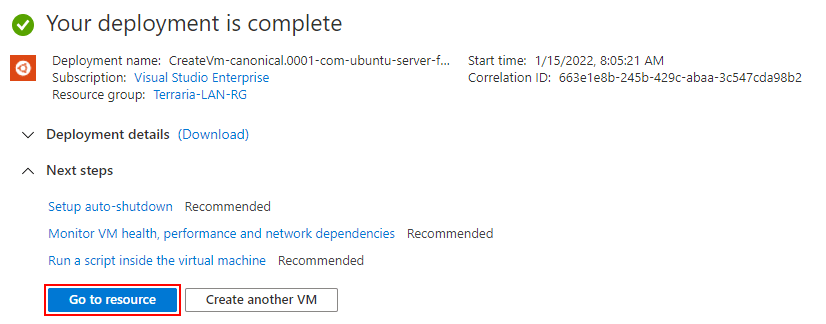 Your deployment is complete
Deployment name: CreateVm-canonical.0001-com-ubuntu-server-f... Start time: 1/15/2022, 8:05:21 AM
Subscription: Visual Studio Enterprise Correlation ID: 663e1e8b-245b-429c-abaa-3c547cda98b2
Resource group: Terraria-LAN-RG
Deployment details (Download)
Next steps
Setup auto-shutdown Recommended
Monitor VM health, performance and network dependencies Recommended
Run a script inside the virtual machine Recommended
Go to resource Create another VM